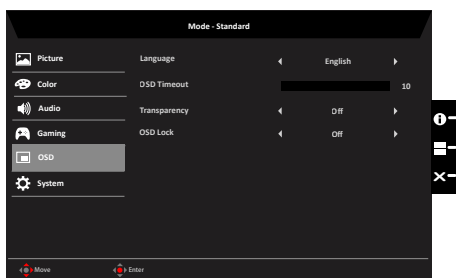 Mode - Standard
Picture
Language
English
Color
OSD Timeout
10
Audio
Transparency
Off
Gaming
OSD Lock
Off
OSD
System
Move
Enter